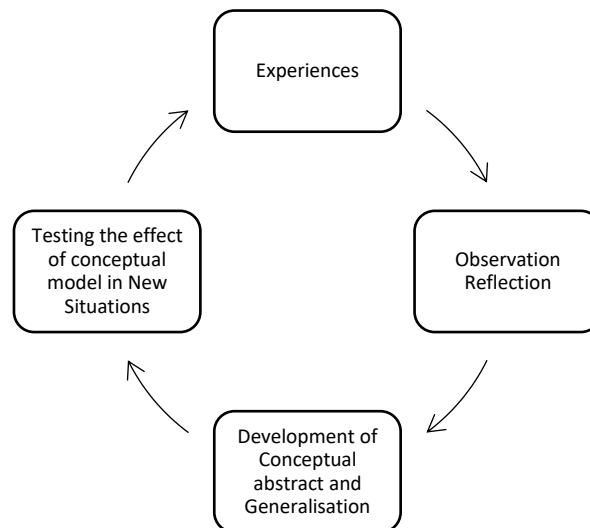 Experiences
Observation
Reflection
Development of
Conceptual
abstract and
Generalisation
Testing the effect
of conceptual
model in New
Situations